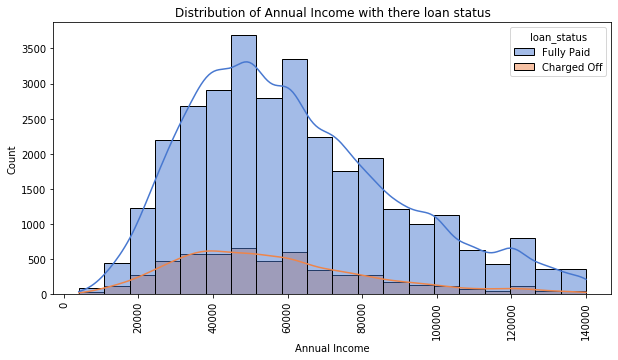 Distribution of Annual Income with there loan status
loan_status
Fully Paid
Charged Off
Count
3500
3000
2500
2000
1500
1000
500
0
0
20000
40000
60000
80000
100000
120000
140000
Annual Income